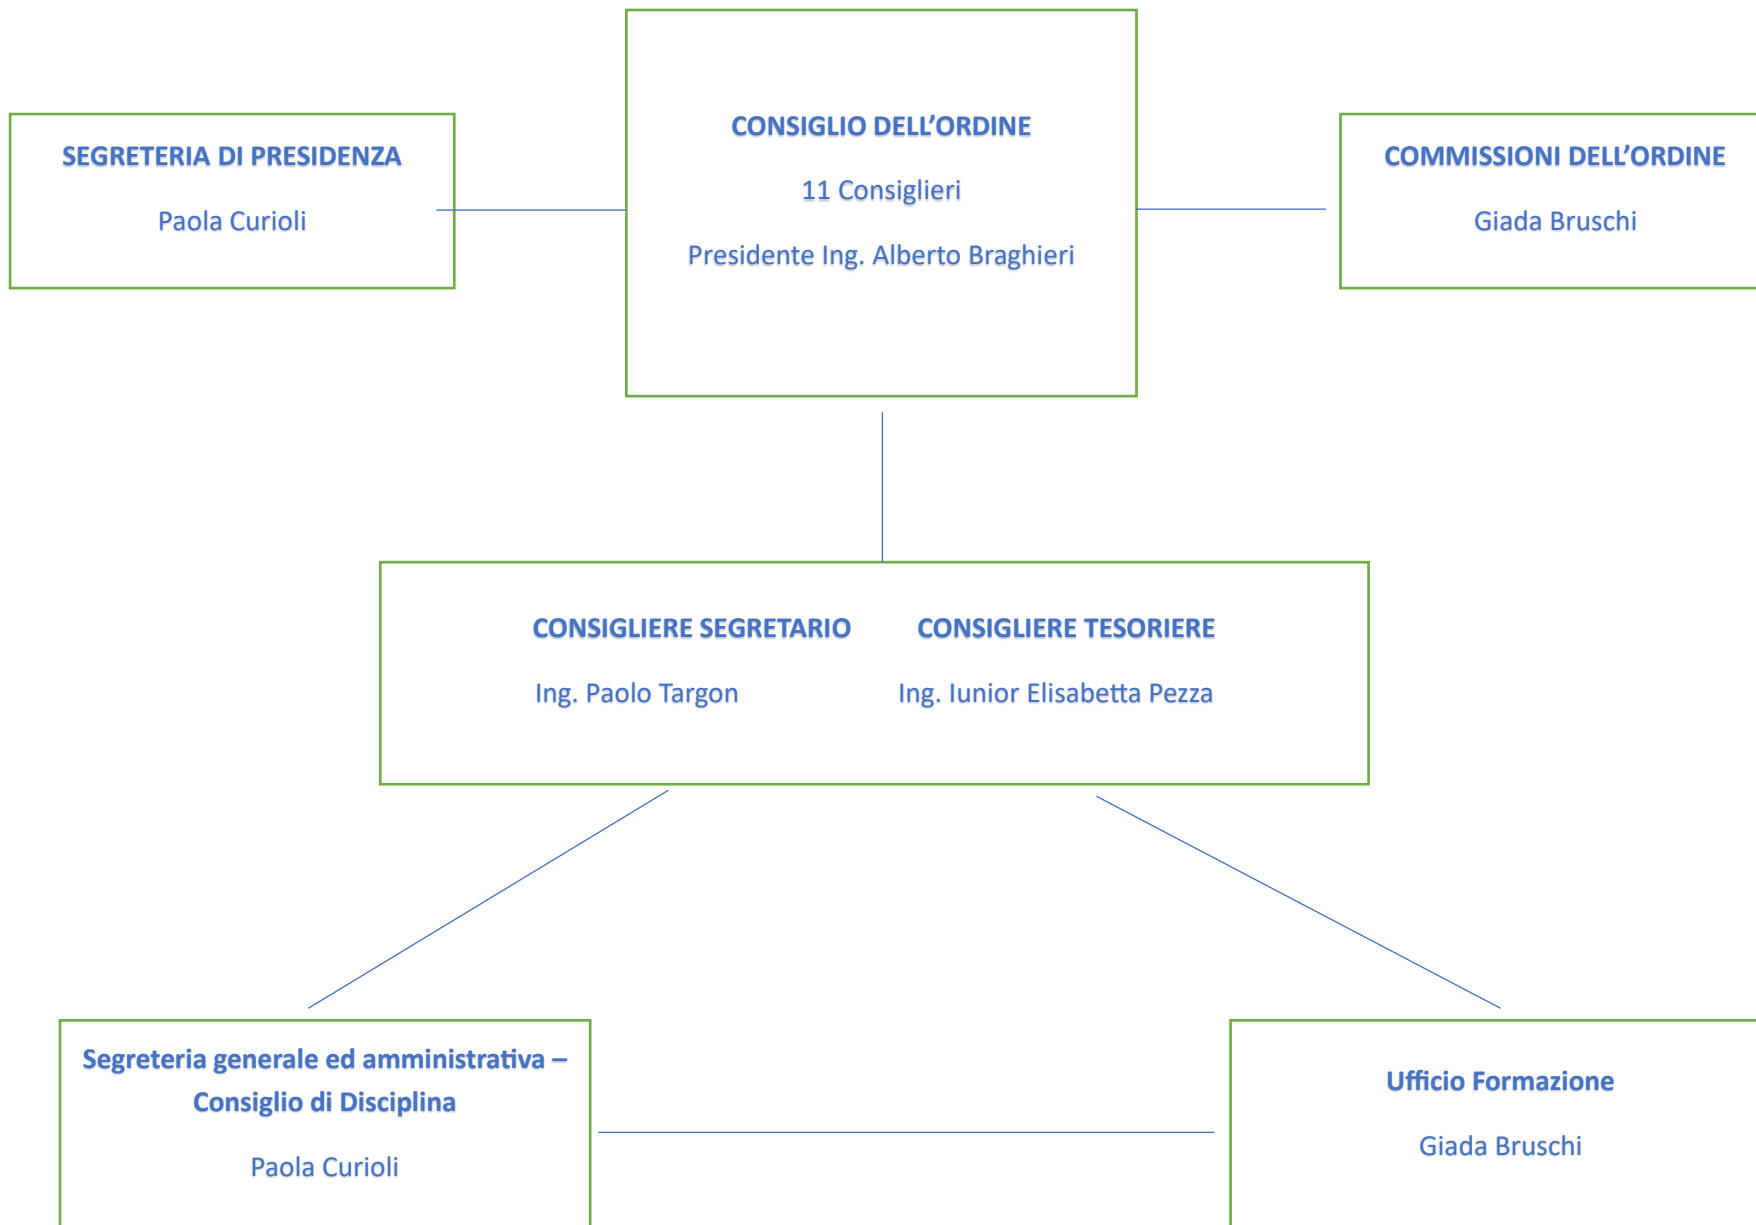 CONSIGLIO DELL’ORDINE
11 Consiglieri
Presidente Ing. Alberto Braghieri
SEGRETERIA DI PRESIDENZA
Paola Curioli
COMMISSIONI DELL’ORDINE
Giada Bruschi
CONSIGLIERE SEGRETARIO CONSIGLIERE TESORIERE
Ing. Paolo Targon Ing. Iunior Elisabetta Pezza
Segreteria generale ed amministrativa –
Consiglio di Disciplina
Paola Curioli
Ufficio Formazione
Giada Bruschi